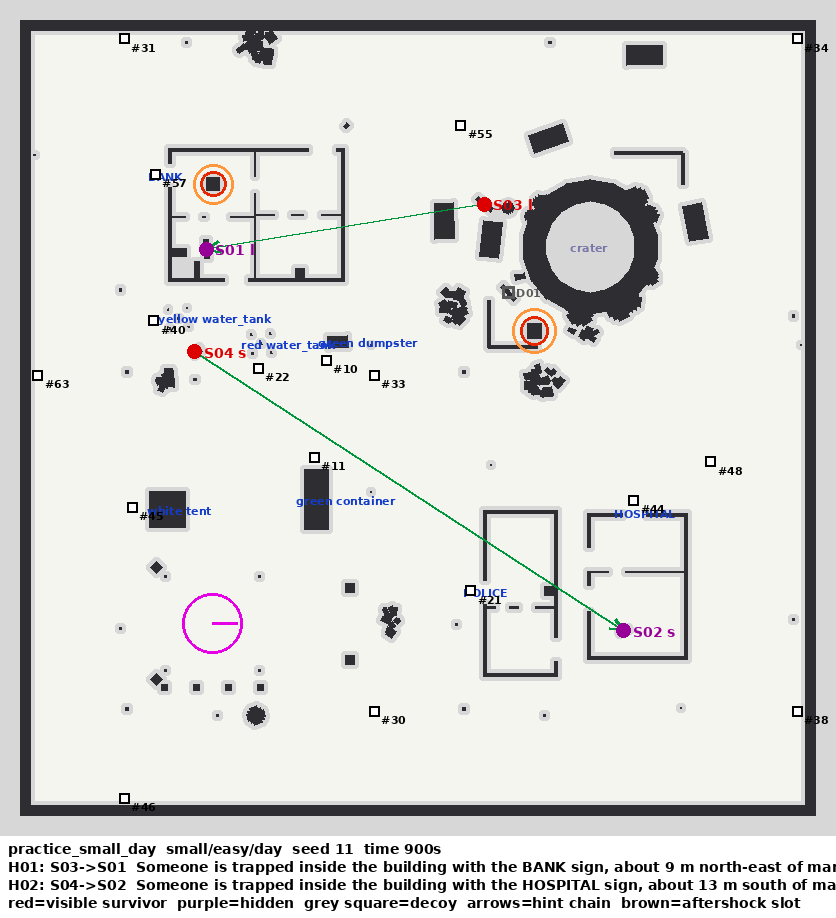 #31
#34
#55
BANK
#57
S03 l
S01 l
crater
D01
yellow water_tank
#40
red water_tank
green dumpster
S04 s
#10
#22
#33
#63
#11
#48
green container
#44
white tent
#45
HOSPITAL
POLICE
#21
S02 s
#30
#38
#46
practice_small_day small/easy/day seed 11 time 900s
H01: S03->S01 Someone is trapped inside the building with the BANK sign, about 9 m north-east of mar
H02: S04->S02 Someone is trapped inside the building with the HOSPITAL sign, about 13 m south of ma
red=visible survivor purple=hidden grey square=decoy arrows=hint chain brown=aftershock slot